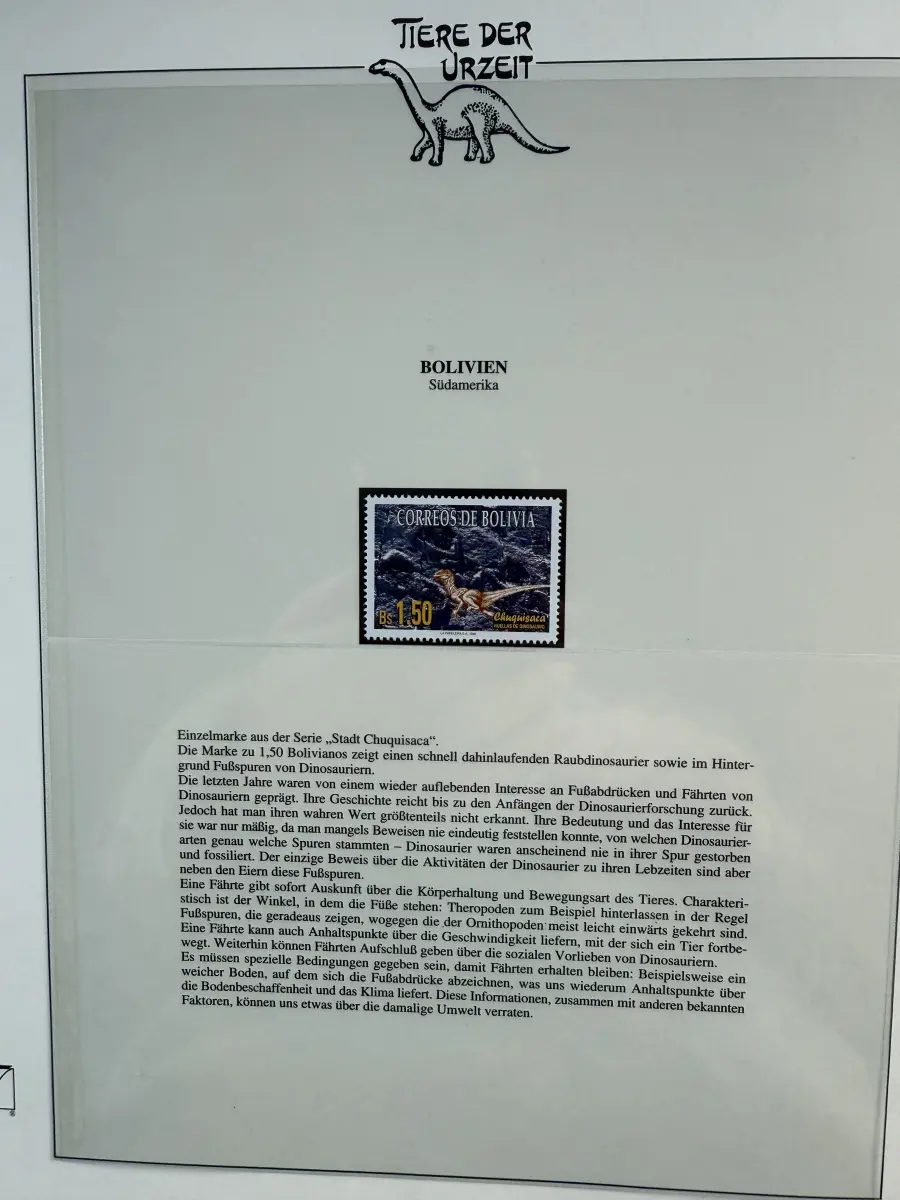 TIERE DER
URZEIT
BOLIVIEN
Südamerika
CORREOS DE BOLIVIA
Bs 1.50
Chuquisaca
HUELLAS DE DINOSAURIO
Einzelmarke aus der Serie „Stadt Chuquisaca“.
Die Marke zu 1,50 Bolivianos zeigt einen schnell dahinlaufenden Raubdinosaurier sowie im Hinter-
grund Fußspuren von Dinosauriern.
Die letzten Jahre waren von einem wieder auflebenden Interesse an Fußabdrücken und Fährten von
Dinosauriern geprägt. Ihre Geschichte reicht bis zu den Anfängen der Dinosaurierforschung zurück.
Jedoch hat man ihren wahren Wert größtenteils nicht erkannt. Ihre Bedeutung und das Interesse für
sie war nur mäßig, da man mangels Beweisen nie eindeutig feststellen konnte, von welchen Dinosaurier-
arten genau welche Spuren stammten – Dinosaurier waren anscheinend nie in ihrer Spur gestorben
und fossiliert. Der einzige Beweis über die Aktivitäten der Dinosaurier zu ihren Lebzeiten sind aber
neben den Eiern diese Fußspuren.
Eine Fährte gibt sofort Auskunft über die Körperhaltung und Bewegungsart des Tieres. Charakteri-
stisch ist der Winkel, in dem die Füße stehen: Theropoden zum Beispiel hinterlassen in der Regel
Fußspuren, die geradeaus zeigen, wogegen die der Ornithopoden meist leicht einwärts gekehrt sind.
Eine Fährte kann auch Anhaltspunkte über die Geschwindigkeit liefern, mit der sich ein Tier fortbe-
wegt. Weiterhin können Fährten Aufschluß geben über die sozialen Vorlieben von Dinosauriern.
Es müssen spezielle Bedingungen gegeben sein, damit Fährten erhalten bleiben: Beispielsweise ein
weicher Boden, auf dem sich die Fußabdrücke abzeichnen, was uns wiederum Anhaltspunkte über
die Bodenbeschaffenheit und das Klima liefert. Diese Informationen, zusammen mit anderen bekannten
Faktoren, können uns etwas über die damalige Umwelt verraten.
®